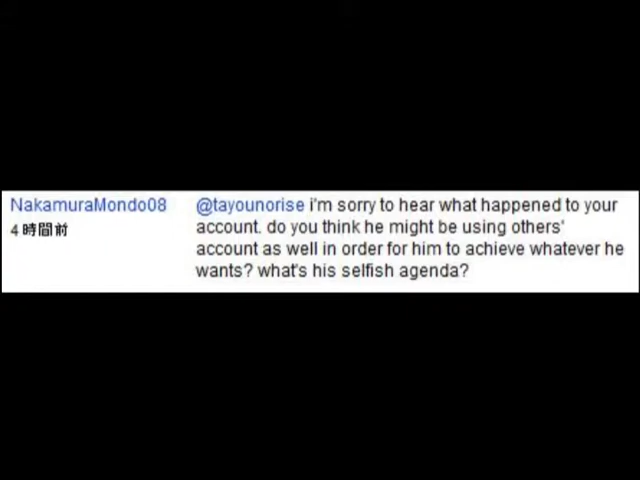 NakamuraMondo08
4 時間前
@tayounorise i'm sorry to hear what happened to your
account. do you think he might be using others'
account as well in order for him to achieve whatever he
wants? what's his selfish agenda?